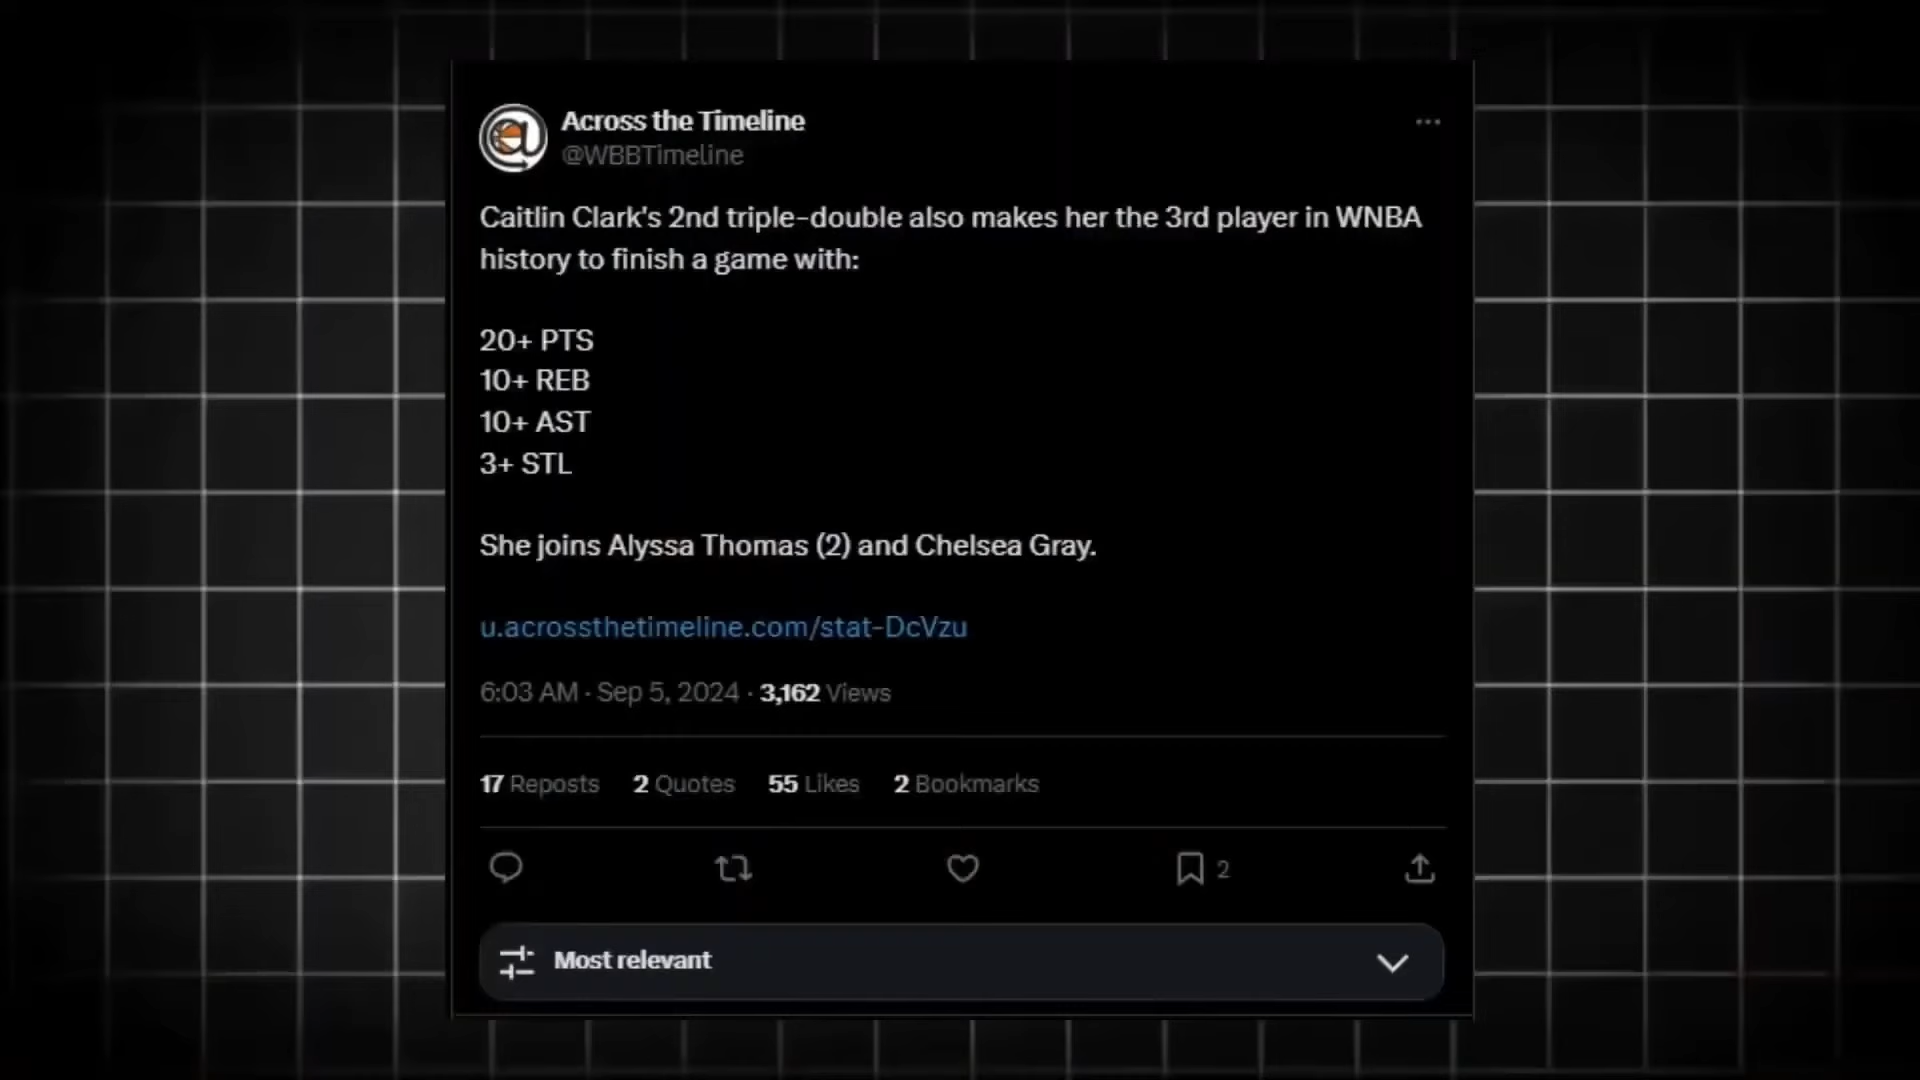 Across the Timeline
@WBBTimeline
Caitlin Clark's 2nd triple-double also makes her the 3rd player in WNBA
history to finish a game with:
20+ PTS
10+ REB
10+ AST
3+ STL
She joins Alyssa Thomas (2) and Chelsea Gray.
u.acrossthetimeline.com/stat-DcVzu
6:03 AM · Sep 5, 2024 · 3,162 Views
17 Reposts 2 Quotes 55 Likes 2 Bookmarks
2
Most relevant